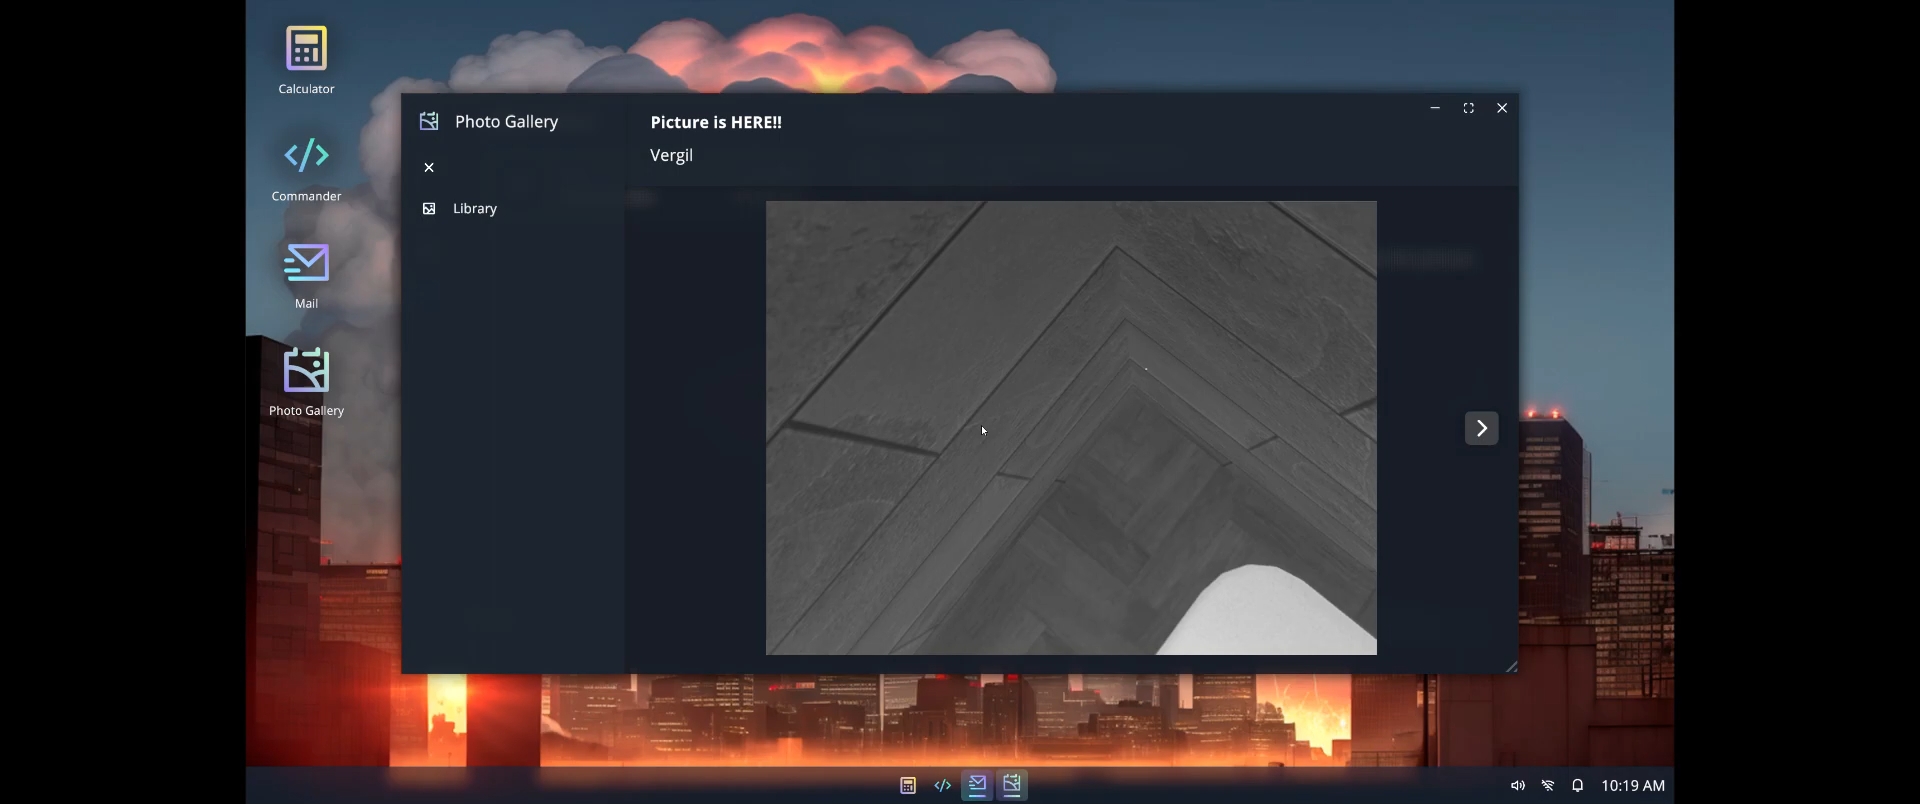 Calculator
Commander
Mail
Photo Gallery
Photo Gallery
Library
Picture is HERE!!
Vergil
10:19 AM